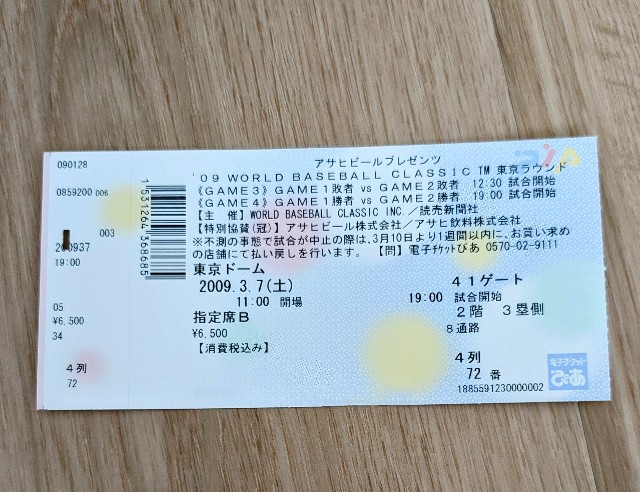 アサヒビールプレゼンツ
'09 WORLD BASEBALL CLASSIC TM 東京ラウンド
《GAME3》GAME1敗者 vs GAME2敗者 12:30 試合開始
《GAME4》GAME1勝者 vs GAME2勝者 19:00 試合開始
【主 催】WORLD BASEBALL CLASSIC INC.／読売新聞社
【特別協賛(冠)】アサヒビール株式会社／アサヒ飲料株式会社
※不測の事態で試合が中止の際は、3月10日より1週間以内に、お買い求め
の店舗にて払い戻しを行います。【問】電子チケットぴあ 0570-02-9111
東京ドーム
2009.3.7(土)
11:00 開場
19:00 試合開始
指定席B
¥6,500
【消費税込み】
41ゲート
2階 3塁側
8通路
4列
72 番
1885591230000002
電子チケット
ぴあ
090128
0859200 006
003
200937
19:00
05
¥6,500
34
4列
72
1531264368685